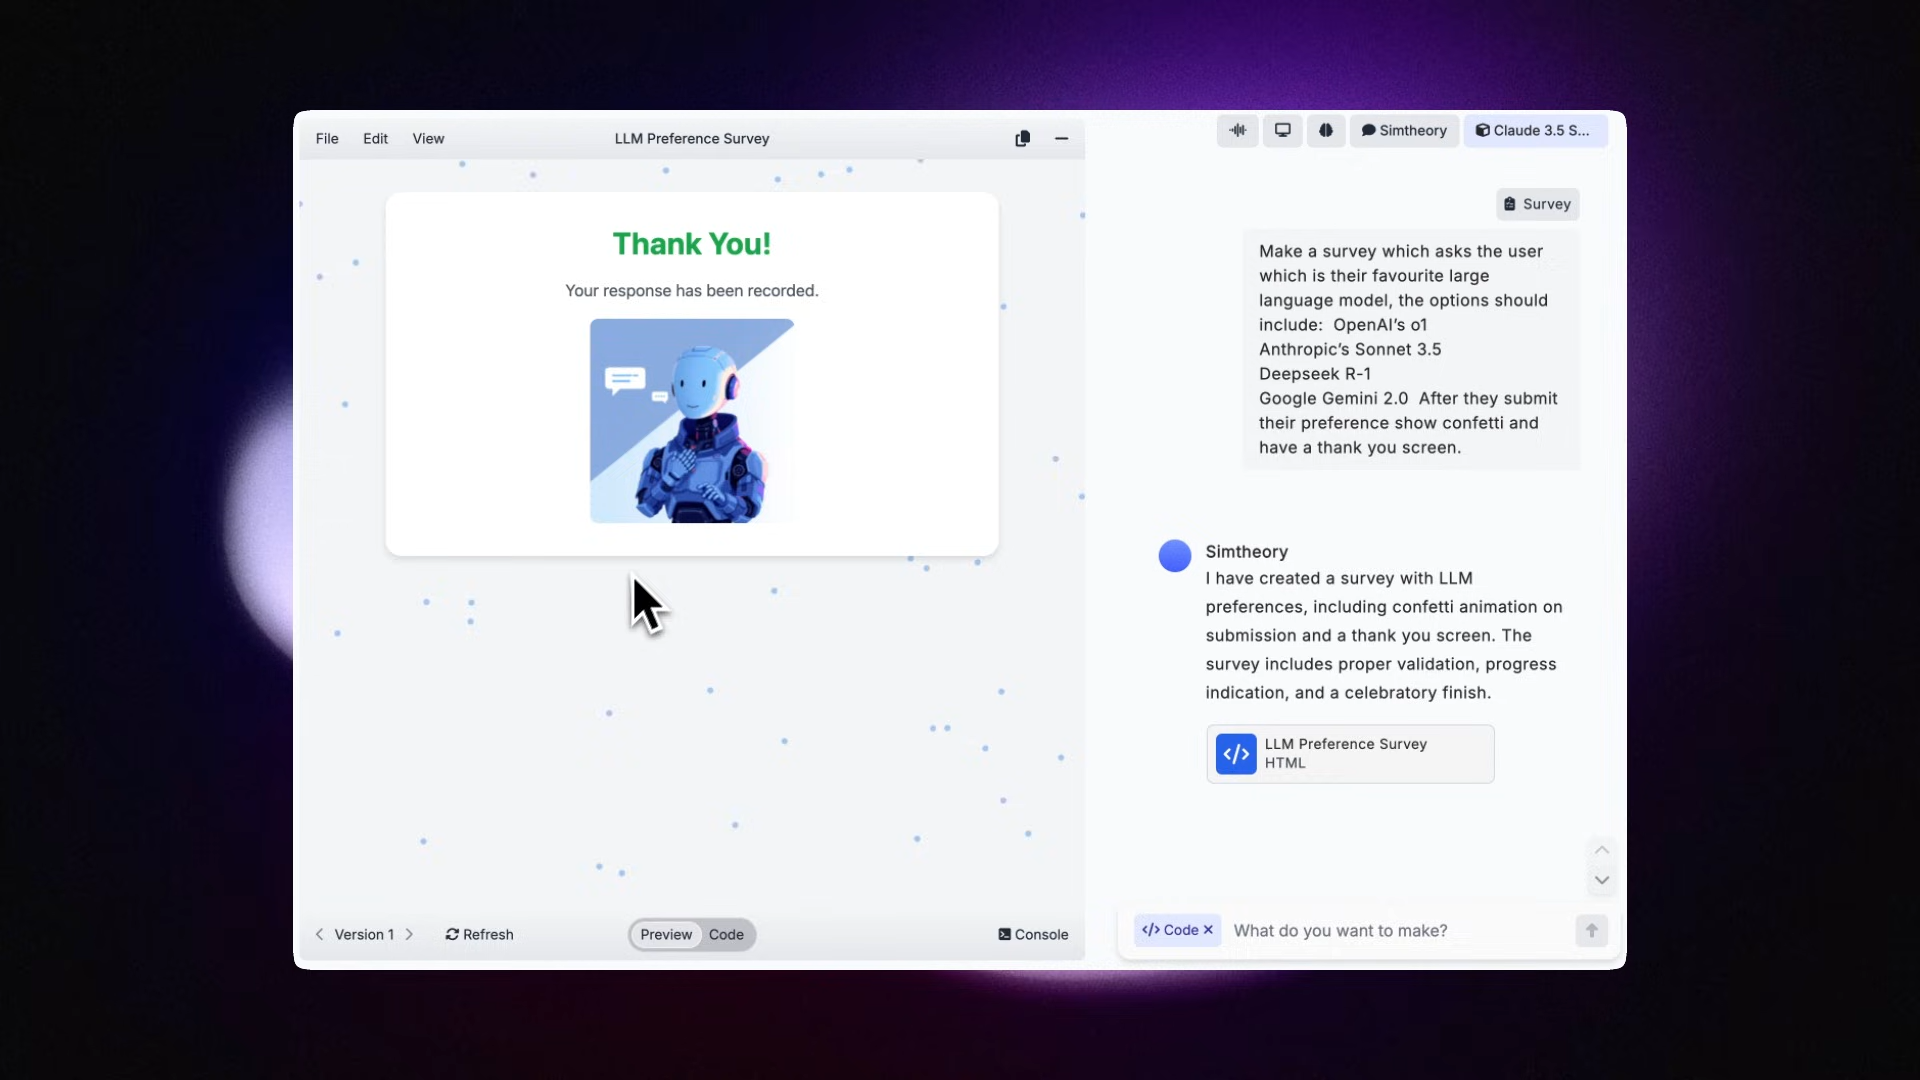 File Edit View
LLM Preference Survey
Thank You!
Your response has been recorded.
Version 1
Refresh
Preview Code
Console
Simtheory
Claude 3.5 S...
Survey
Make a survey which asks the user
which is their favourite large
language model, the options should
include:  OpenAI's o1
Anthropic's Sonnet 3.5
Deepseek R-1
Google Gemini 2.0  After they submit
their preference show confetti and
have a thank you screen.
Simtheory
I have created a survey with LLM
preferences, including confetti animation on
submission and a thank you screen. The
survey includes proper validation, progress
indication, and a celebratory finish.
LLM Preference Survey
HTML
Code
What do you want to make?